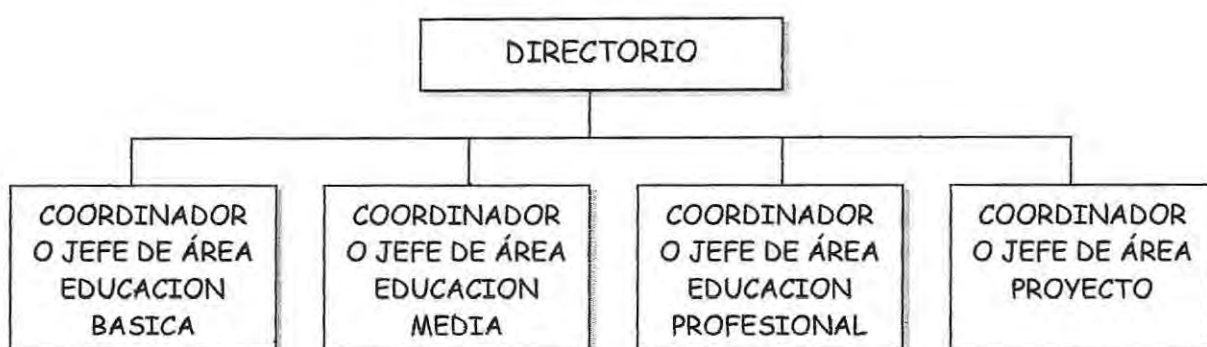 DIRECTORIO
COORDINADOR
O JEFE DE ÁREA
EDUCACION
BASICA
COORDINADOR
O JEFE DE ÁREA
EDUCACION
MEDIA
COORDINADOR
O JEFE DE ÁREA
EDUCACION
PROFESIONAL
COORDINADOR
O JEFE DE ÁREA
PROYECTO